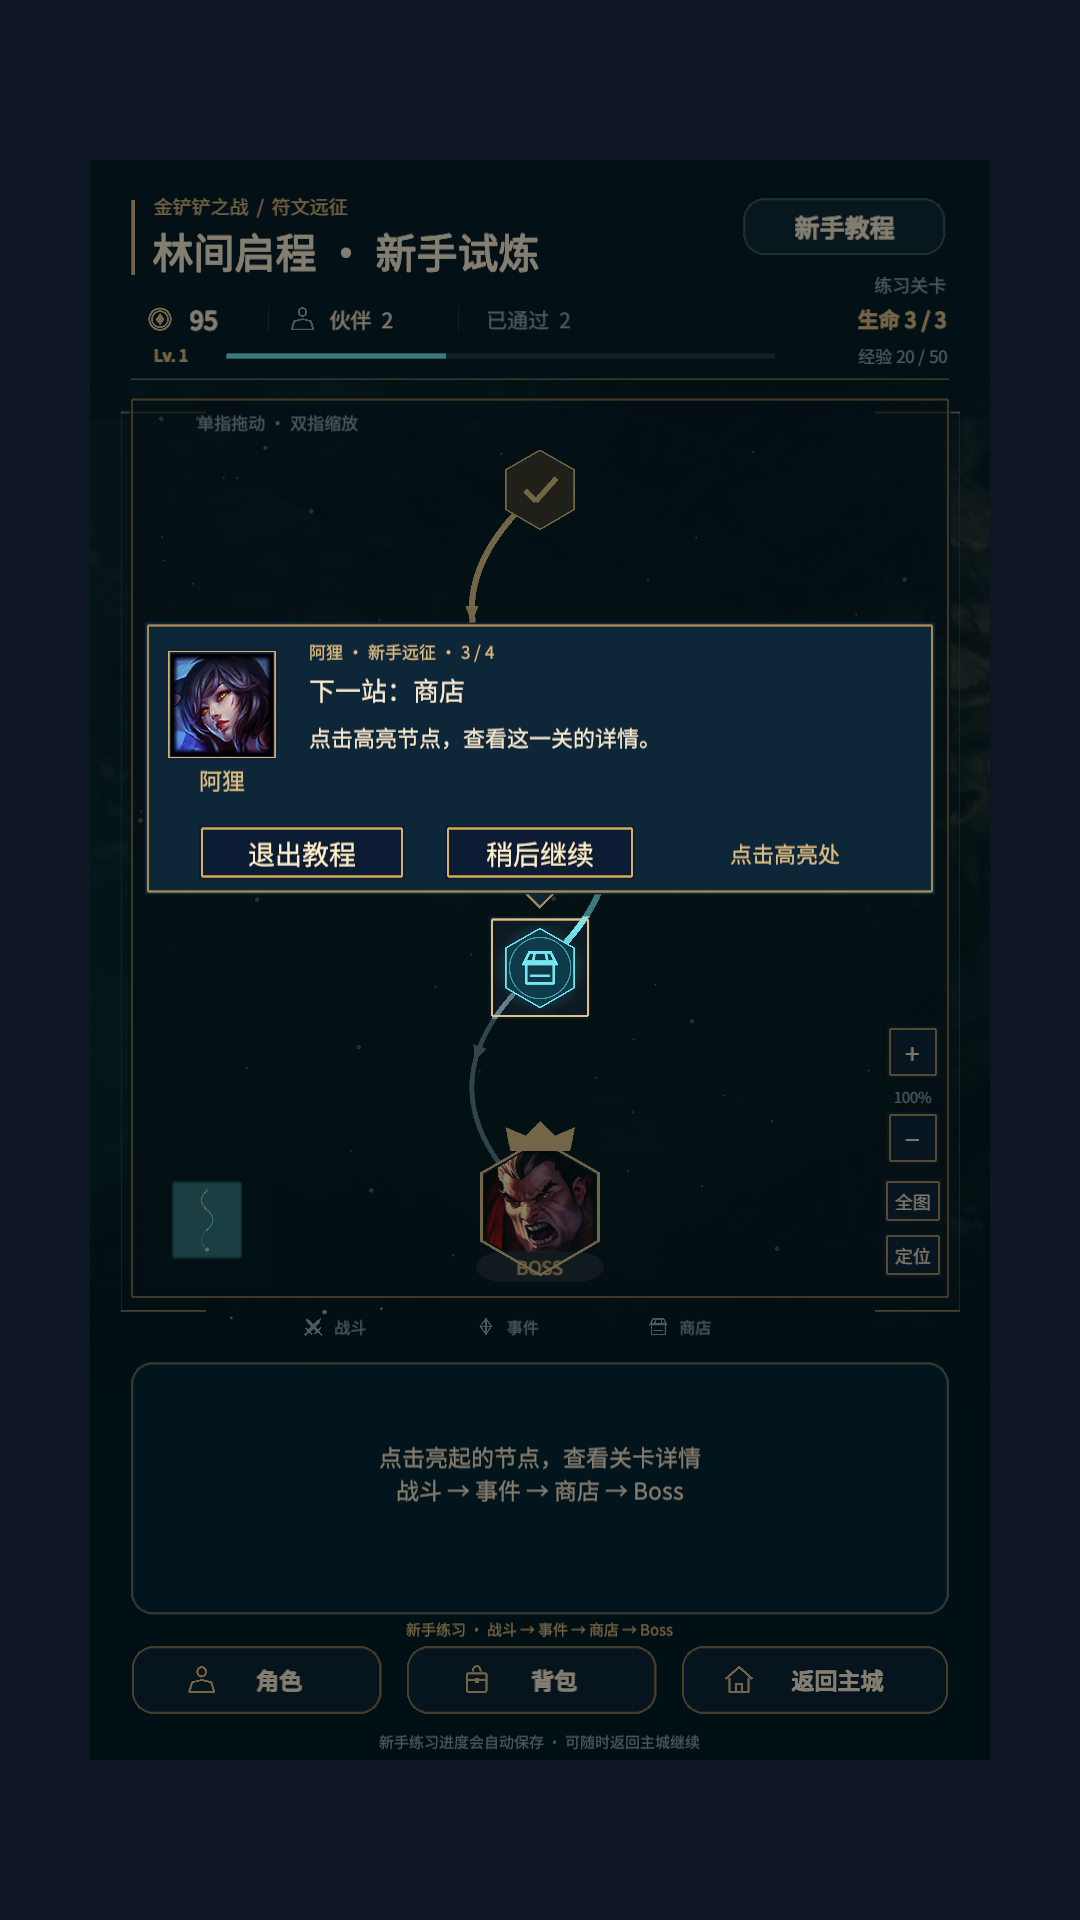 金铲铲之战 / 符文远征
林间启程 · 新手试炼
新手教程
练习关卡
95
伙伴 2
已通过 2
生命 3 / 3
Lv. 1
经验 20 / 50
单指拖动 · 双指缩放
阿狸 · 新手远征 · 3 / 4
下一站：商店
点击高亮节点，查看这一关的详情。
阿狸
退出教程
稍后继续
点击高亮处
+
100%
−
全图
定位
BOSS
战斗
事件
商店
点击亮起的节点，查看关卡详情
战斗 → 事件 → 商店 → Boss
新手练习 · 战斗 → 事件 → 商店 → Boss
角色
背包
返回主城
新手练习进度会自动保存 · 可随时返回主城继续